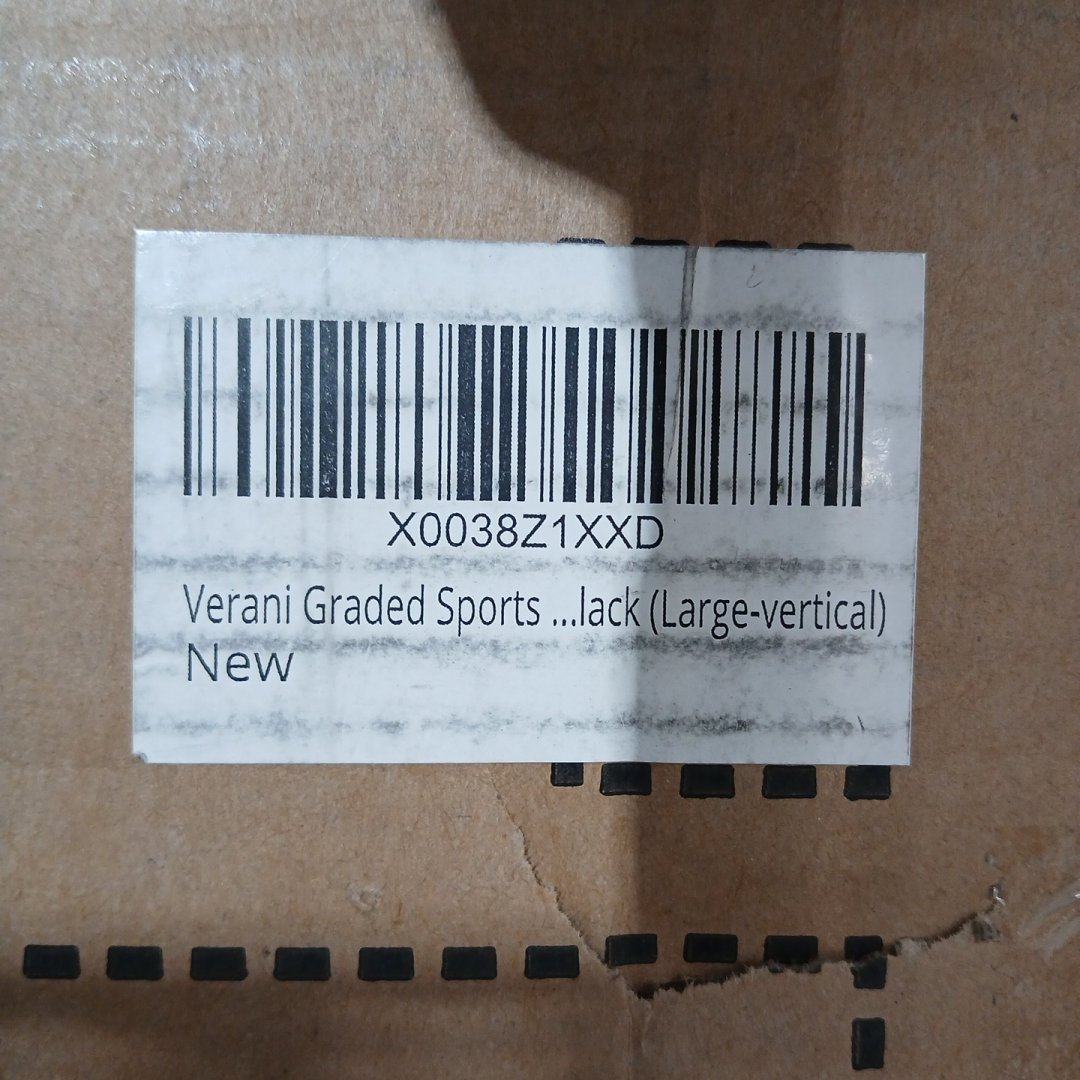 X0038Z1XXD
Verani Graded Sports ...lack (Large-vertical)
New